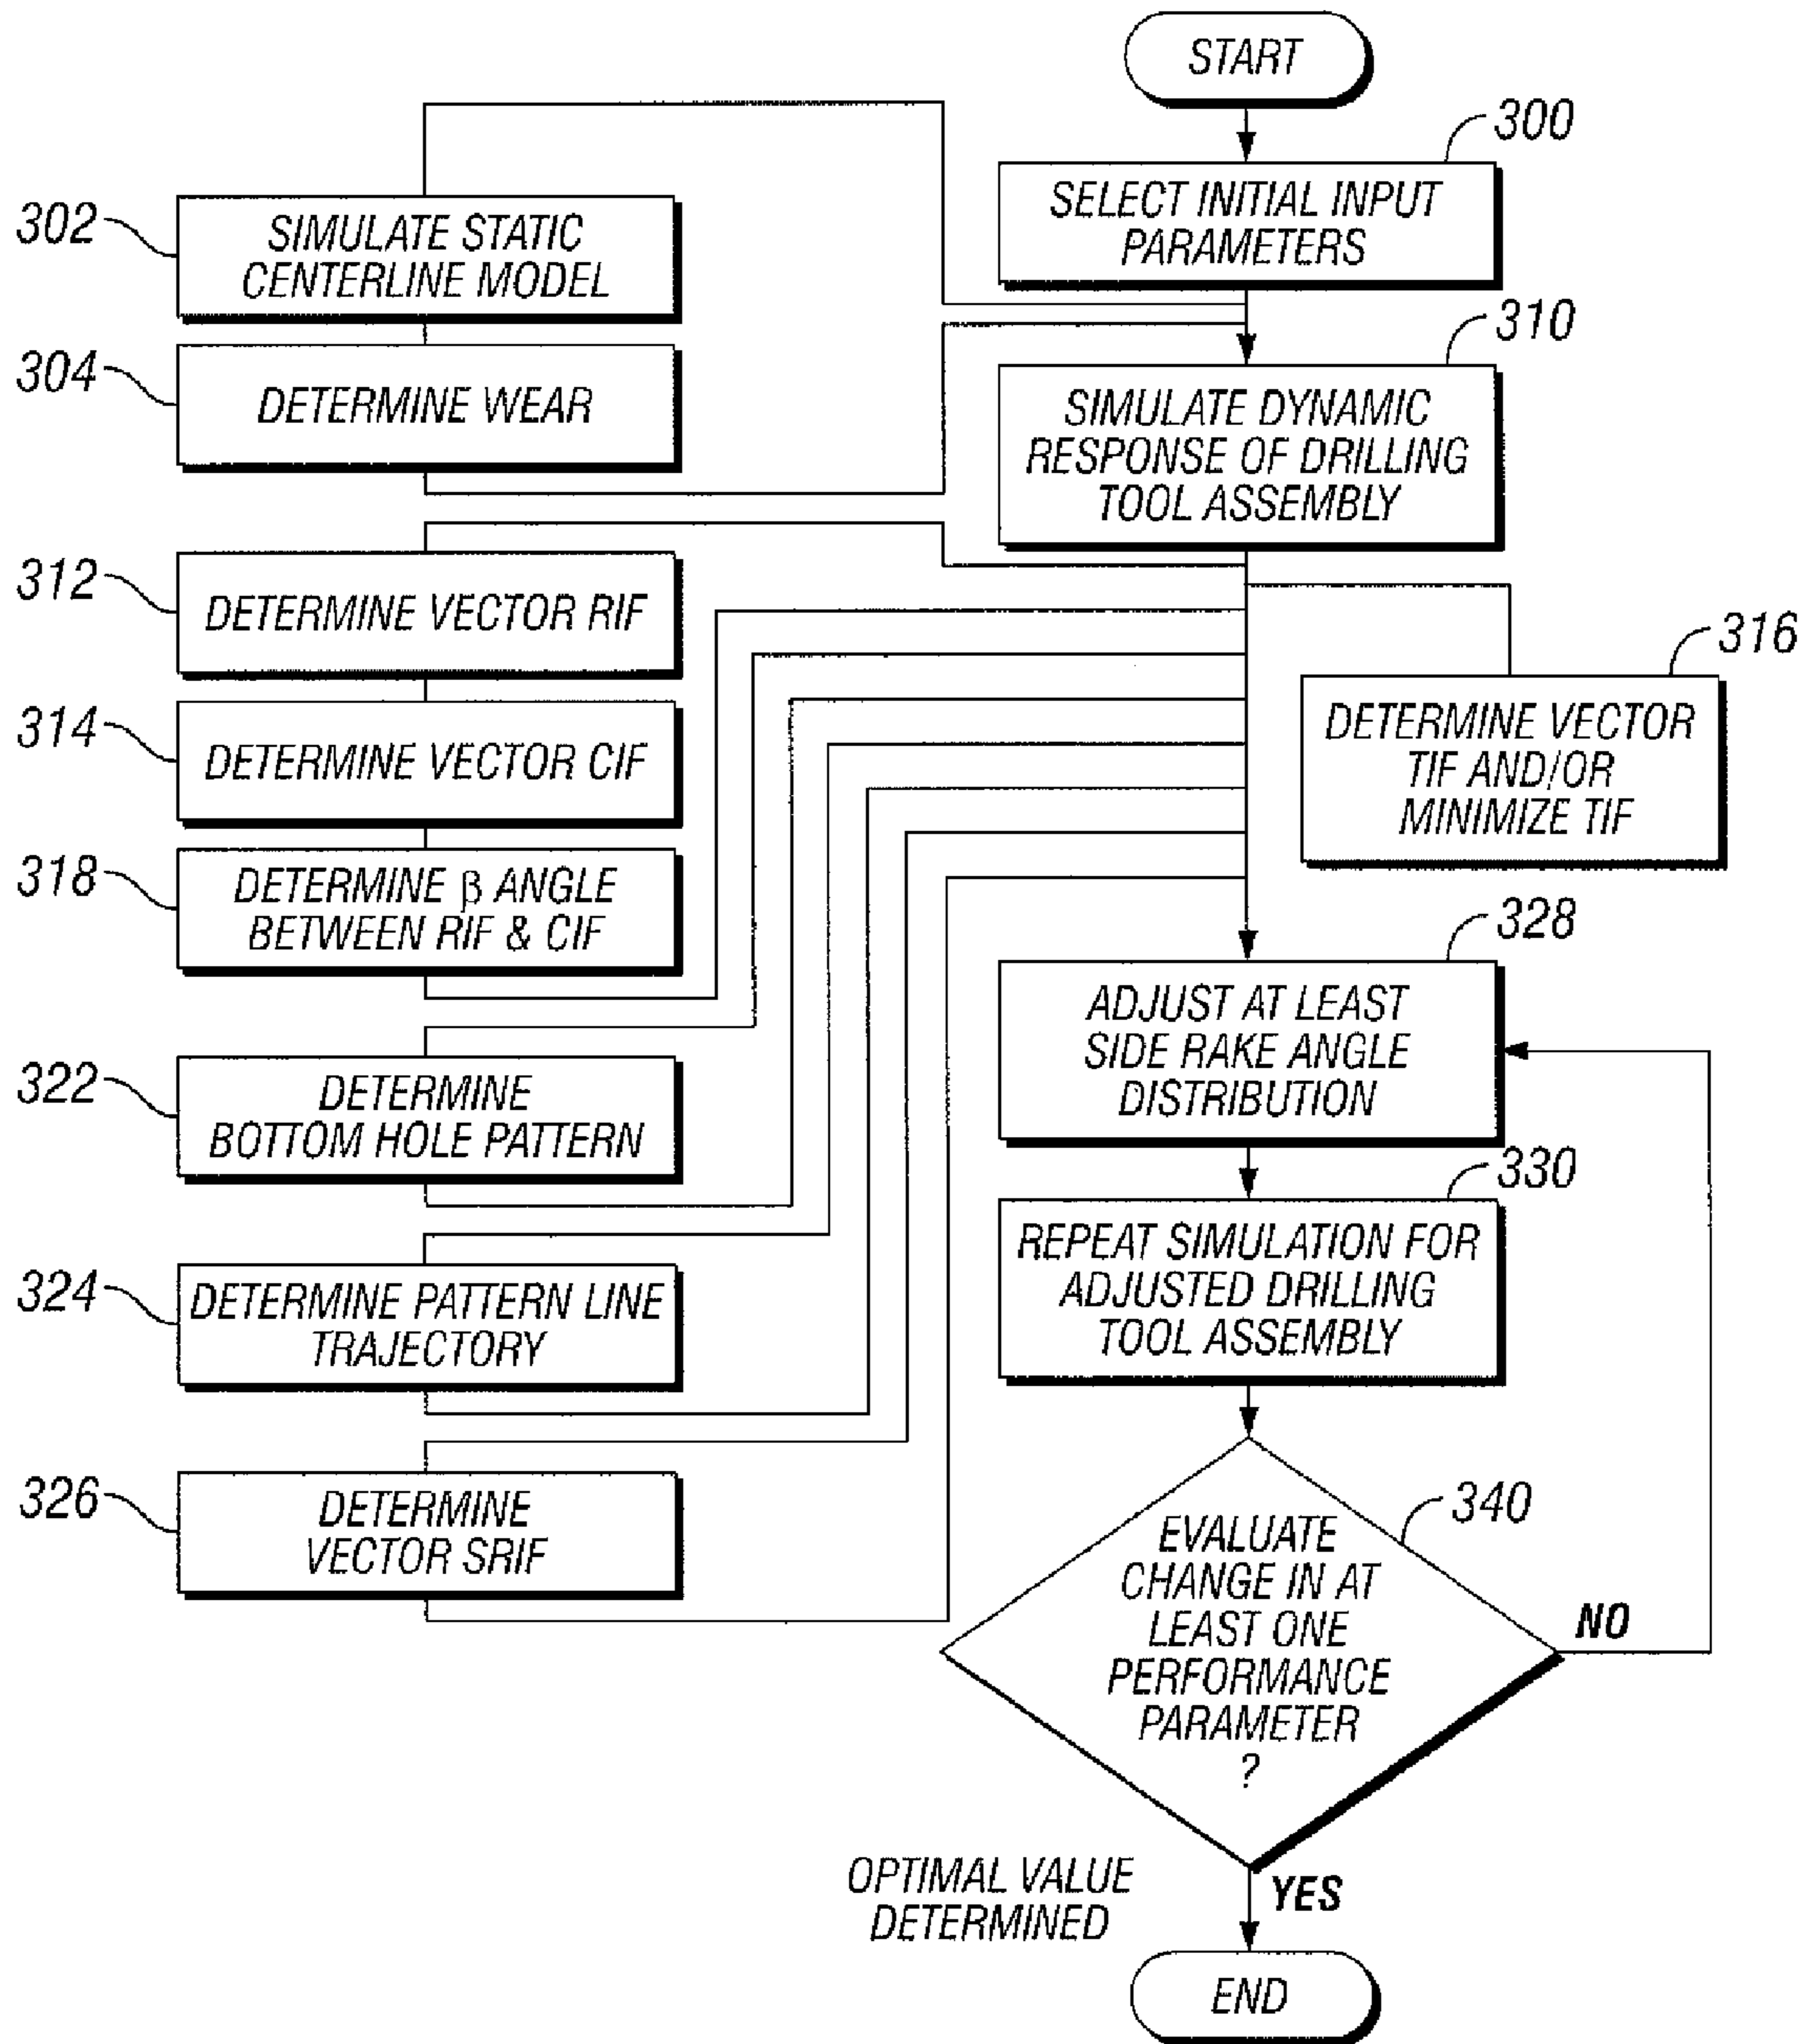 START
300
SELECT INITIAL INPUT
PARAMETERS
302
SIMULATE STATIC
CENTERLINE MODEL
304
DETERMINE WEAR
310
SIMULATE DYNAMIC
RESPONSE OF DRILLING
TOOL ASSEMBLY
312
DETERMINE VECTOR RIF
314
DETERMINE VECTOR CIF
316
DETERMINE VECTOR
TIF AND/OR
MINIMIZE TIF
318
DETERMINE β ANGLE
BETWEEN RIF & CIF
322
DETERMINE
BOTTOM HOLE PATTERN
324
DETERMINE PATTERN LINE
TRAJECTORY
326
DETERMINE
VECTOR SRIF
328
ADJUST AT LEAST
SIDE RAKE ANGLE
DISTRIBUTION
330
REPEAT SIMULATION FOR
ADJUSTED DRILLING
TOOL ASSEMBLY
340
EVALUATE
CHANGE IN AT
LEAST ONE
PERFORMANCE
PARAMETER
?
NO
YES
OPTIMAL VALUE
DETERMINED
END